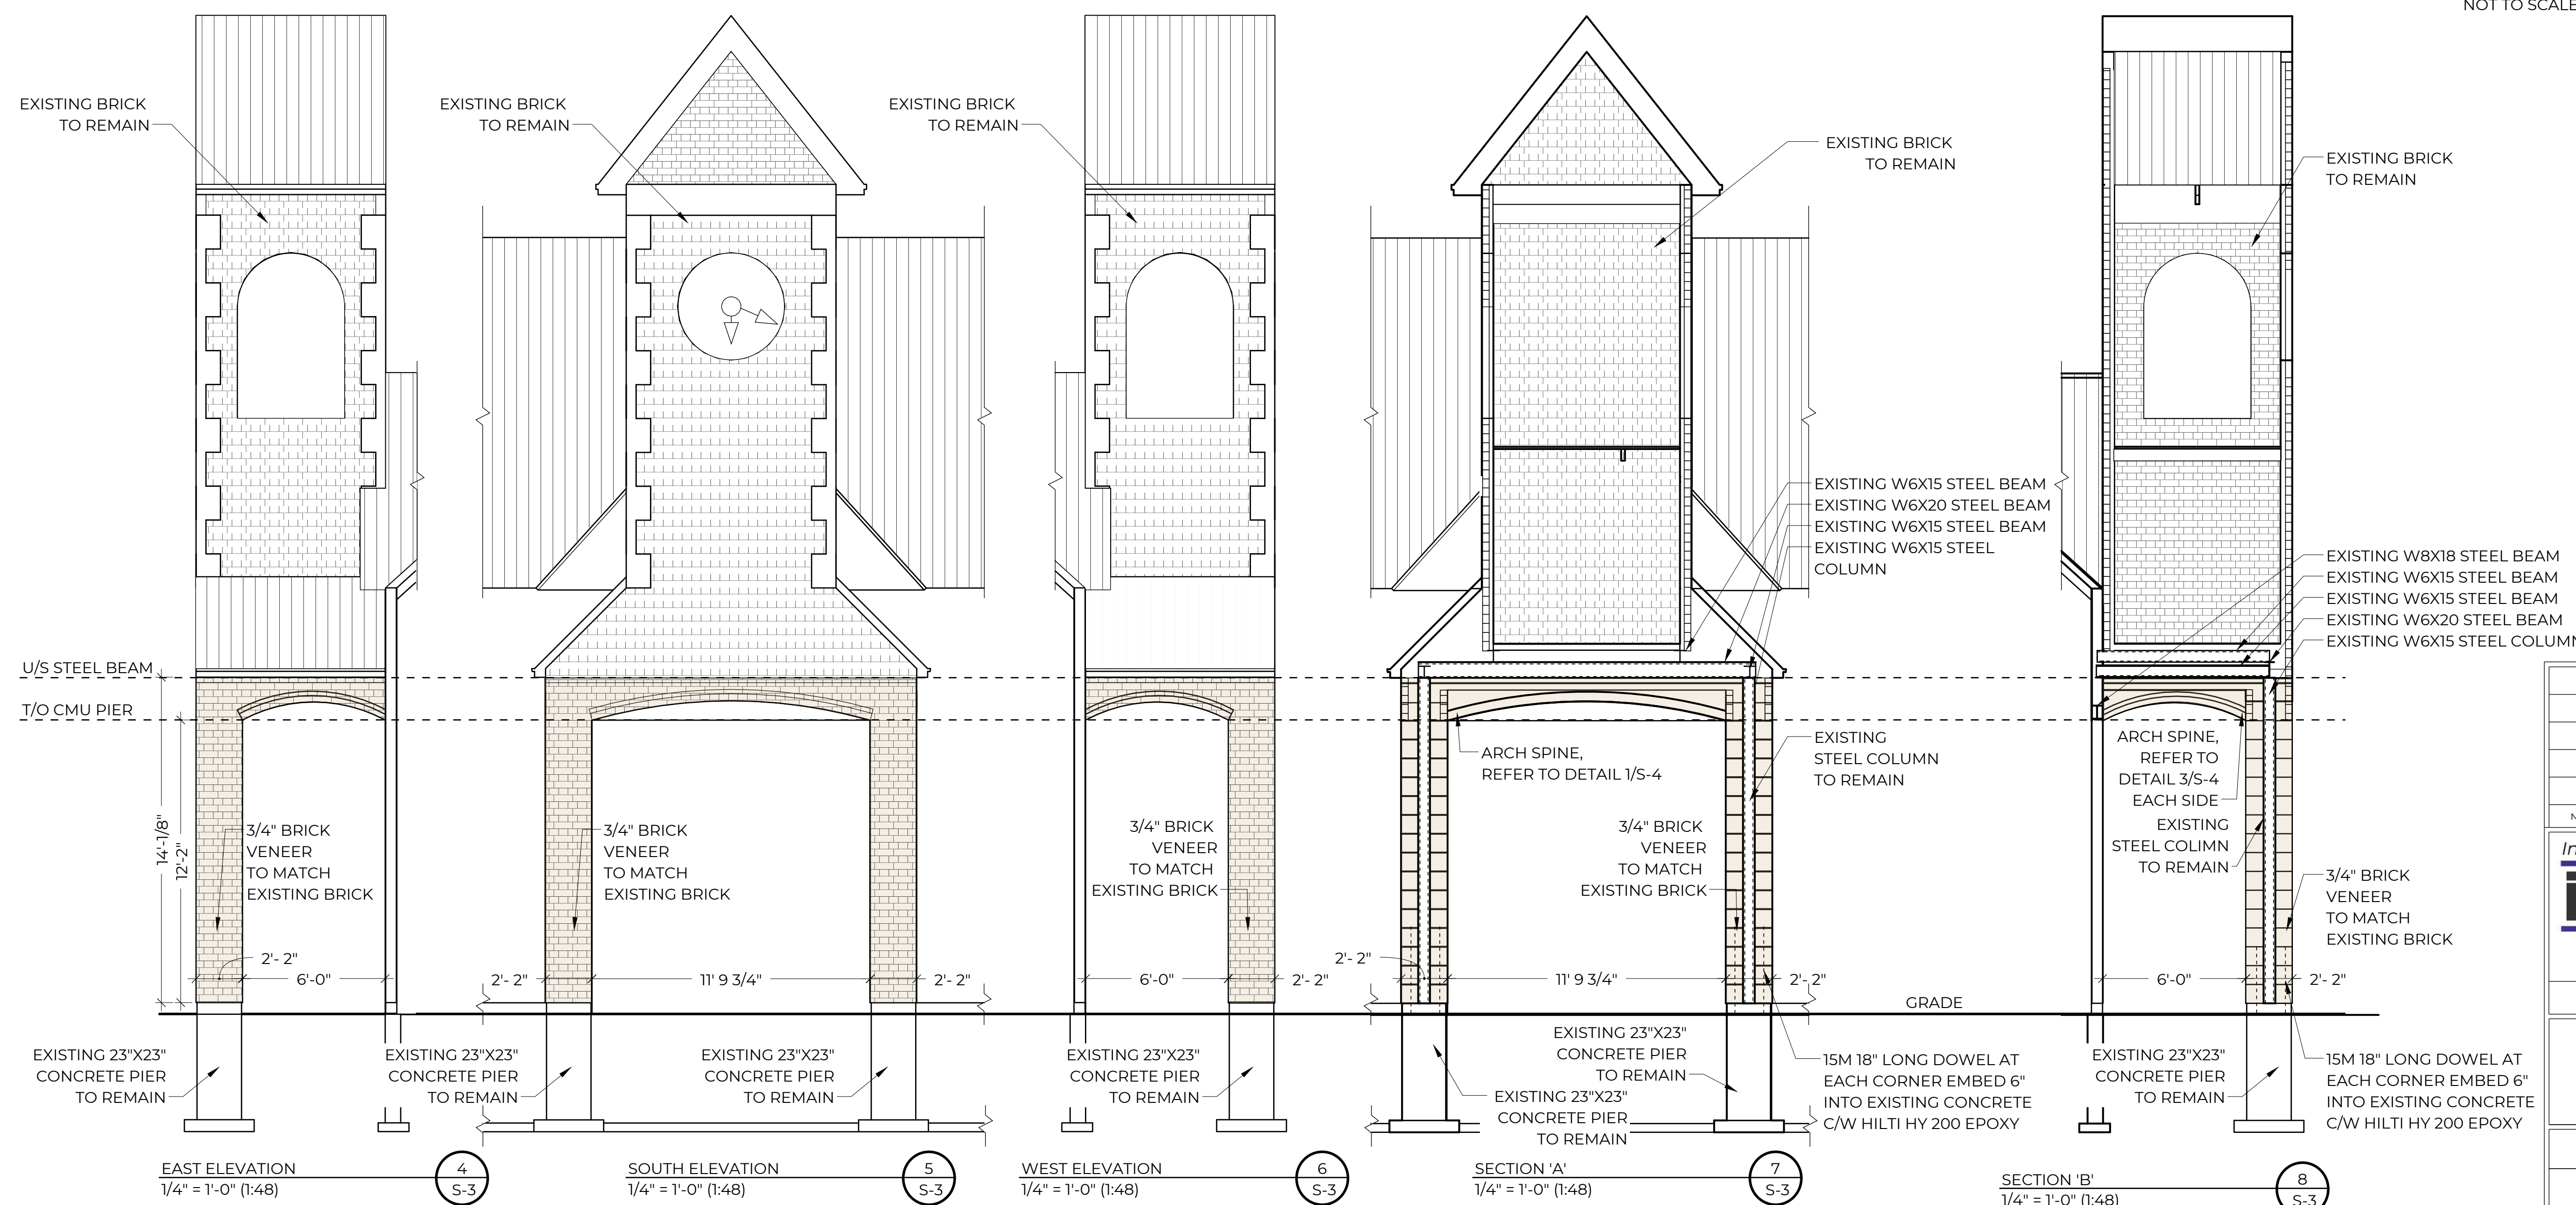 NOT TO SCALE
EXISTING BRICK
TO REMAIN
EXISTING BRICK
TO REMAIN
EXISTING BRICK
TO REMAIN
EXISTING BRICK
TO REMAIN
EXISTING BRICK
TO REMAIN
EXISTING W6X15 STEEL BEAM
EXISTING W6X20 STEEL BEAM
EXISTING W6X15 STEEL BEAM
EXISTING W6X15 STEEL
COLUMN
EXISTING W8X18 STEEL BEAM
EXISTING W6X15 STEEL BEAM
EXISTING W6X15 STEEL BEAM
EXISTING W6X20 STEEL BEAM
EXISTING W6X15 STEEL COLUMN
U/S STEEL BEAM
T/O CMU PIER
14'-1/8"
12'-2"
3/4" BRICK
VENEER
TO MATCH
EXISTING BRICK
2'- 2"
6'-0"
3/4" BRICK
VENEER
TO MATCH
EXISTING BRICK
2'- 2"
11' 9 3/4"
2'- 2"
3/4" BRICK
VENEER
TO MATCH
EXISTING BRICK
6'-0"
2'- 2"
ARCH SPINE,
REFER TO DETAIL 1/S-4
EXISTING
STEEL COLUMN
TO REMAIN
3/4" BRICK
VENEER
TO MATCH
EXISTING BRICK
2'- 2"
11' 9 3/4"
2'- 2"
ARCH SPINE,
REFER TO
DETAIL 3/S-4
EACH SIDE
EXISTING
STEEL COLIMN
TO REMAIN
3/4" BRICK
VENEER
TO MATCH
EXISTING BRICK
6'-0"
2'- 2"
GRADE
EXISTING 23"X23"
CONCRETE PIER
TO REMAIN
EXISTING 23"X23"
CONCRETE PIER
TO REMAIN
EXISTING 23"X23"
CONCRETE PIER
TO REMAIN
EXISTING 23"X23"
CONCRETE PIER
TO REMAIN
EXISTING 23"X23"
CONCRETE PIER
TO REMAIN
EXISTING 23"X23"
CONCRETE PIER
TO REMAIN
15M 18" LONG DOWEL AT
EACH CORNER EMBED 6"
INTO EXISTING CONCRETE
C/W HILTI HY 200 EPOXY
EXISTING 23"X23"
CONCRETE PIER
TO REMAIN
15M 18" LONG DOWEL AT
EACH CORNER EMBED 6"
INTO EXISTING CONCRETE
C/W HILTI HY 200 EPOXY
EAST ELEVATION
1/4" = 1'-0" (1:48)
4
S-3
SOUTH ELEVATION
1/4" = 1'-0" (1:48)
5
S-3
WEST ELEVATION
1/4" = 1'-0" (1:48)
6
S-3
SECTION 'A'
1/4" = 1'-0" (1:48)
7
S-3
SECTION 'B'
1/4" = 1'-0" (1:48)
8
S-3